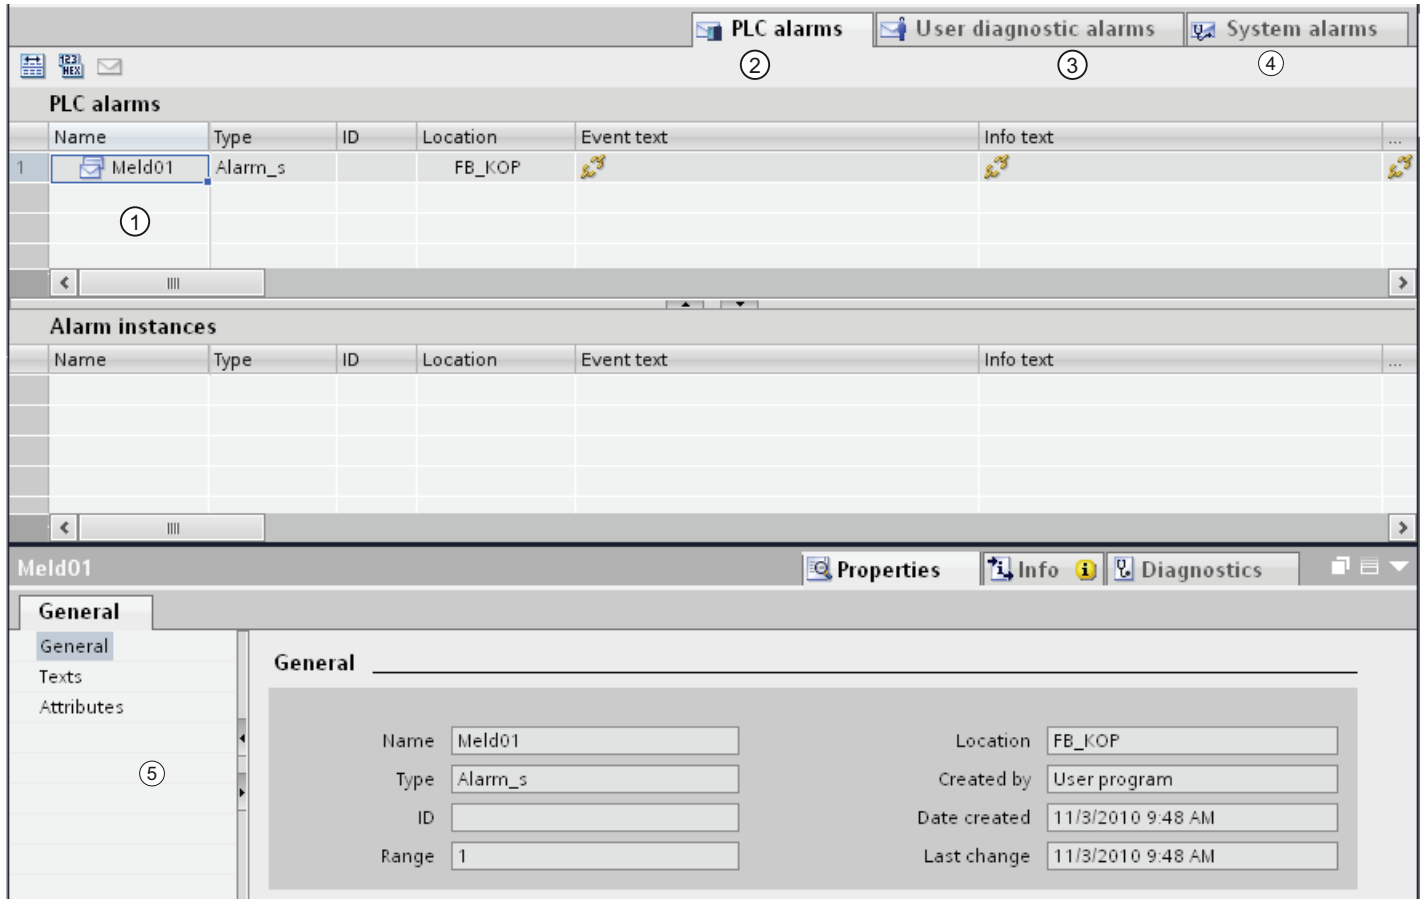 PLC alarms User diagnostic alarms System alarms
2 3 4
123 HEX
PLC alarms
Name Type ID Location Event text Info text ...
1 Meld01 Alarm_s FB_KOP
1
Alarm instances
Name Type ID Location Event text Info text ...
Meld01 Properties Info Diagnostics
General
General
Texts
Attributes
5
General
Name Meld01 Location FB_KOP
Type Alarm_s Created by User program
ID Date created 11/3/2010 9:48 AM
Range 1 Last change 11/3/2010 9:48 AM